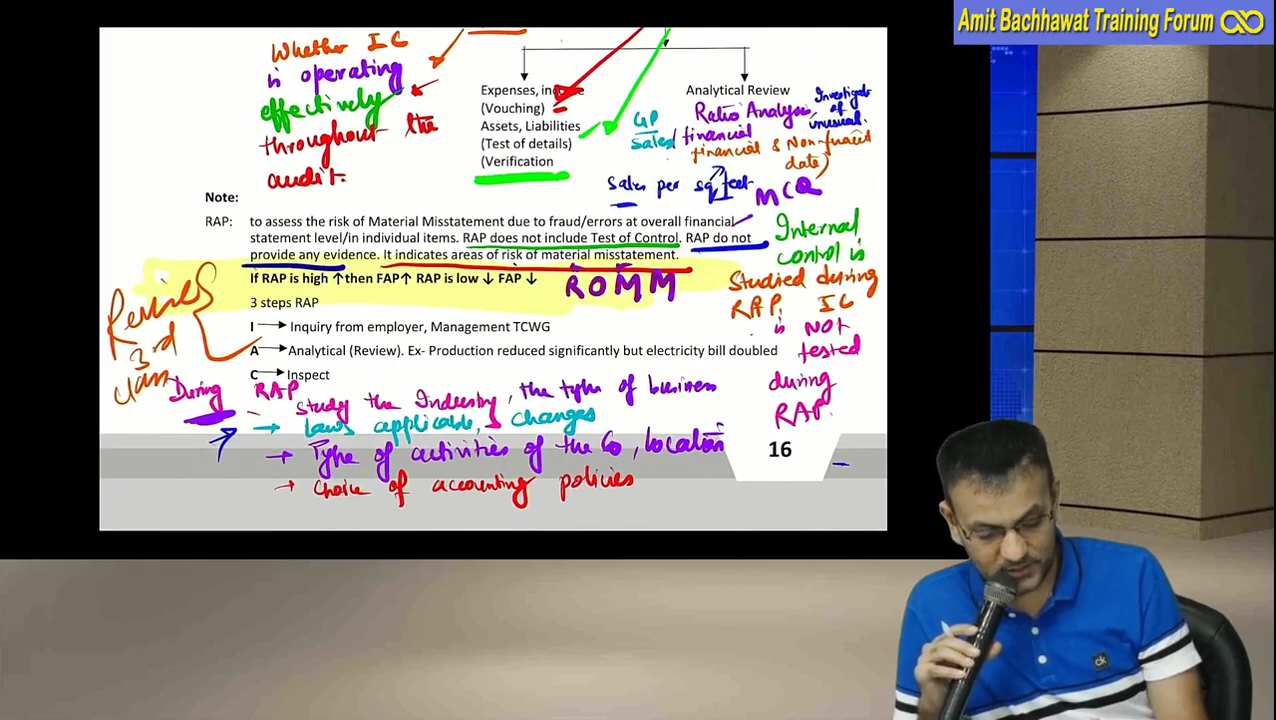 Amit Bachhawat Training Forum
Whether IC
is operating
effectively
throughout the
audit.
Expenses, income
(Vouching)
Assets, Liabilities
(Test of details)
(Verification
Analytical Review
Ratio Analysis
Investigate
of
unusual.
GP
Sales
financial
financial & Non-
data)
Sales per sq feet
MCQ
Note:
RAP: to assess the risk of Material Misstatement due to fraud/errors at overall financial
statement level/in individual items. RAP does not include Test of Control. RAP do not
provide any evidence. It indicates areas of risk of material misstatement.
If RAP is high ↑then FAP↑ RAP is low ↓ FAP ↓
ROMM
3 steps RAP
I → Inquiry from employer, Management TCWG
A → Analytical (Review). Ex- Production reduced significantly but electricity bill doubled
C → Inspect
Internal
control is
Studied during
RAP. IC
is NOT
tested
during
RAP.
3rd
class
During RAP
Study the Industry, the type of business
→ laws applicable, changes
→ Type of activities of the Co, location
→ Choice of accounting policies
16
ck